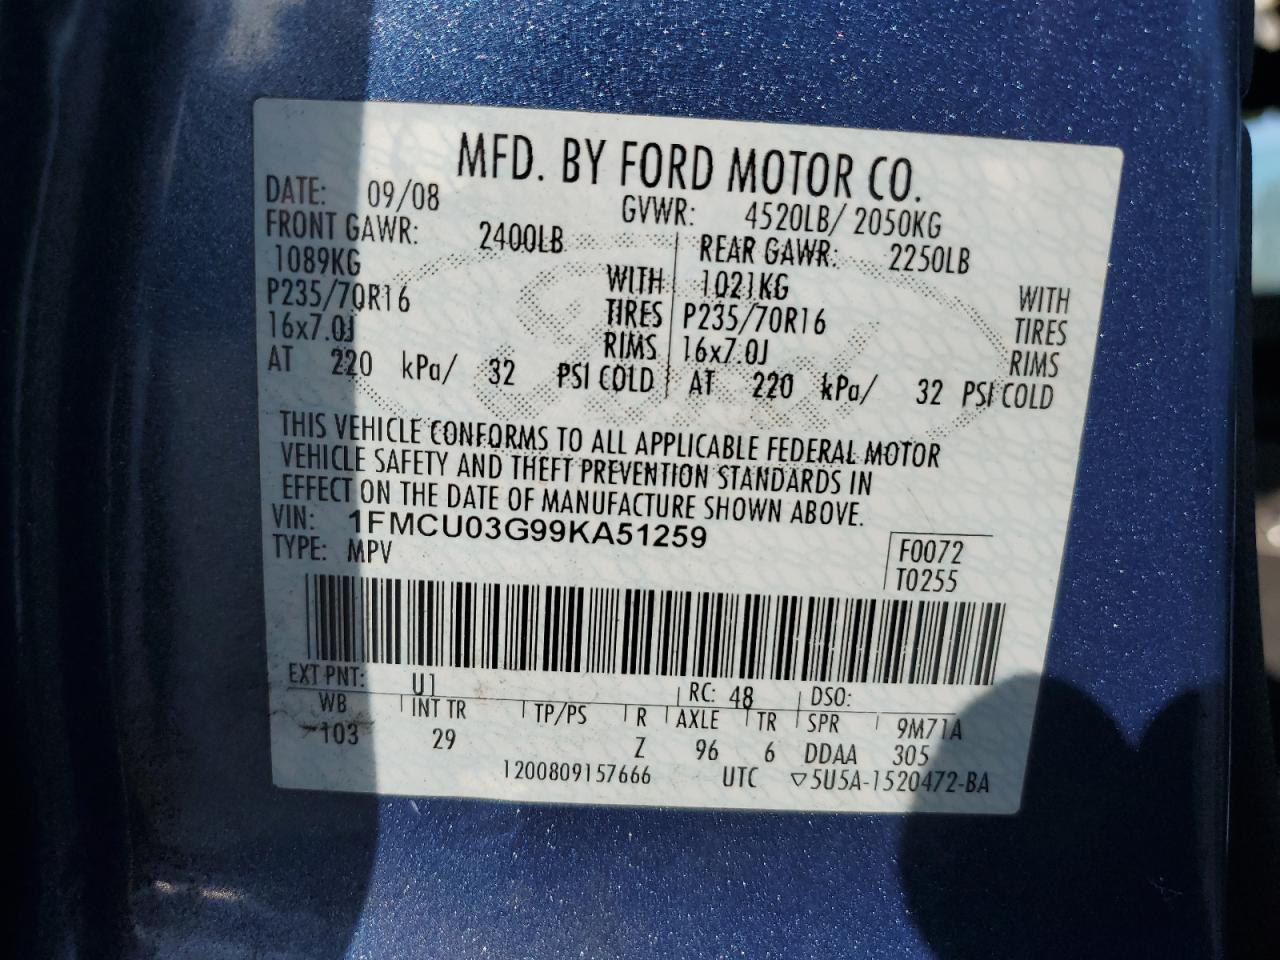 MFD. BY FORD MOTOR CO.
DATE: 09/08 GVWR: 4520LB/ 2050KG
FRONT GAWR: 2400LB REAR GAWR: 2250LB
1089KG WITH 1021KG WITH
P235/70R16 TIRES P235/70R16 TIRES
16x7.0J RIMS 16x7.0J RIMS
AT 220 kPa/ 32 PSI COLD AT 220 kPa/ 32 PSI COLD
THIS VEHICLE CONFORMS TO ALL APPLICABLE FEDERAL MOTOR
VEHICLE SAFETY AND THEFT PREVENTION STANDARDS IN
EFFECT ON THE DATE OF MANUFACTURE SHOWN ABOVE.
VIN: 1FMCU03G99KA51259
TYPE: MPV F0072
T0255
EXT PNT: U1 RC: 48 DSO:
WB INT TR TP/PS R AXLE TR SPR 9M71A
103 29 Z 96 6 DDAA 305
1200809157666 UTC ▽5U5A-1520472-BA